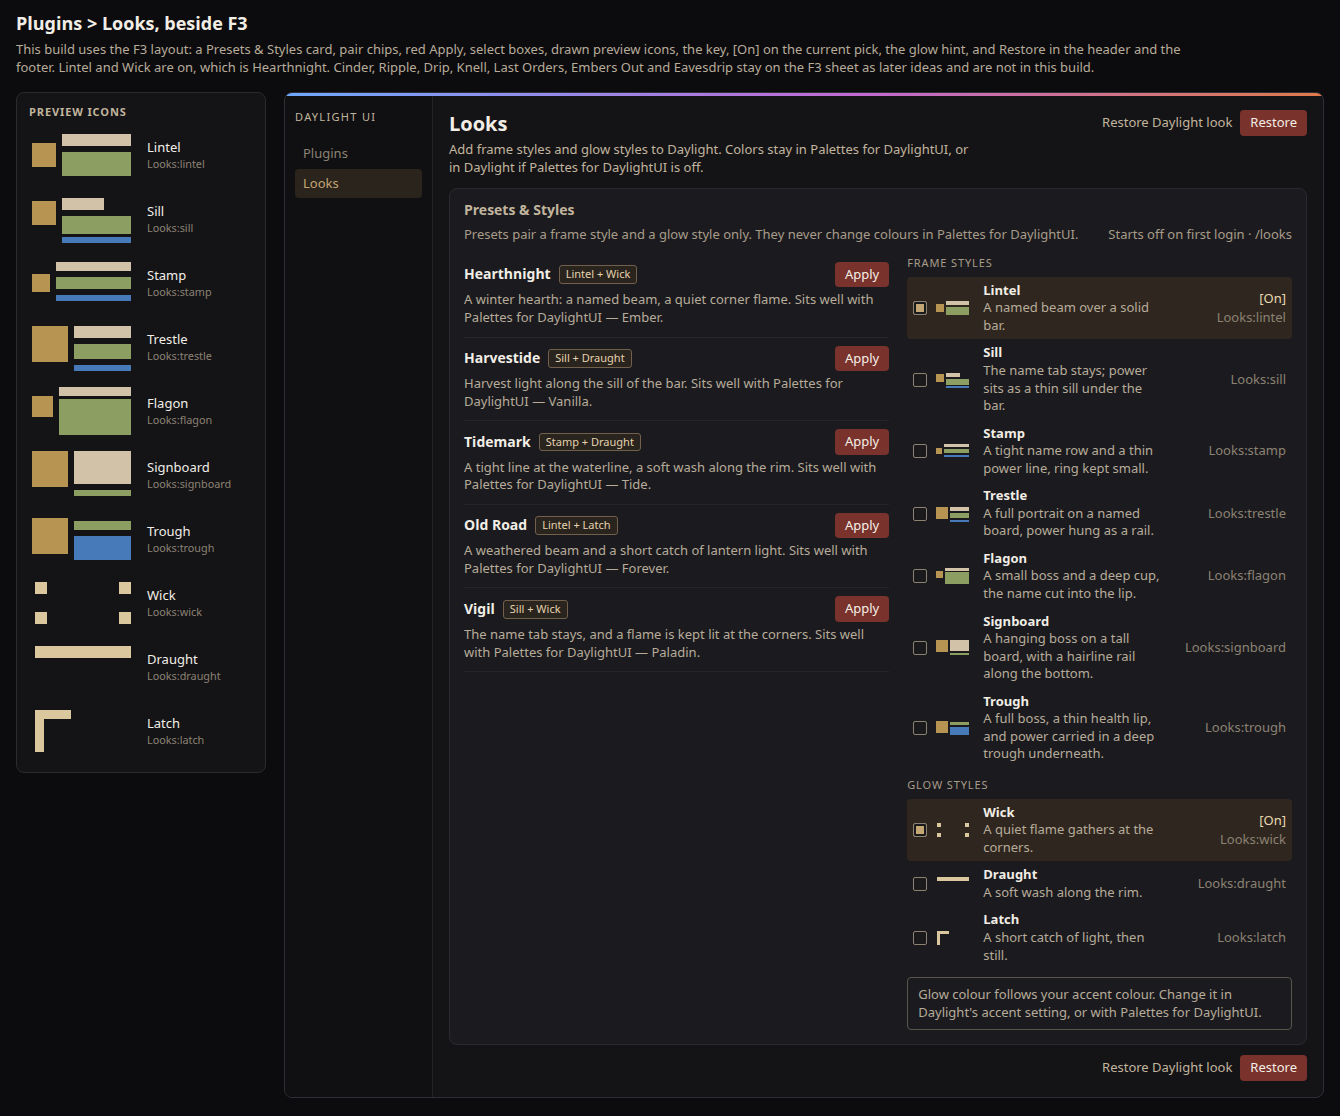 Plugins > Looks, beside F3
This build uses the F3 layout: a Presets & Styles card, pair chips, red Apply, select boxes, drawn preview icons, the key, [On] on the current pick, the glow hint, and Restore in the header and the
footer. Lintel and Wick are on, which is Hearthnight. Cinder, Ripple, Drip, Knell, Last Orders, Embers Out and Eavesdrip stay on the F3 sheet as later ideas and are not in this build.
PREVIEW ICONS
Lintel
Looks:lintel
Sill
Looks:sill
Stamp
Looks:stamp
Trestle
Looks:trestle
Flagon
Looks:flagon
Signboard
Looks:signboard
Trough
Looks:trough
Wick
Looks:wick
Draught
Looks:draught
Latch
Looks:latch
DAYLIGHT UI
Plugins
Looks
Looks
Restore Daylight look Restore
Add frame styles and glow styles to Daylight. Colors stay in Palettes for DaylightUI, or
in Daylight if Palettes for DaylightUI is off.
Presets & Styles
Presets pair a frame style and a glow style only. They never change colours in Palettes for DaylightUI.
Starts off on first login · /looks
Hearthnight Lintel + Wick Apply
A winter hearth: a named beam, a quiet corner flame. Sits well with
Palettes for DaylightUI — Ember.
Harvestide Sill + Draught Apply
Harvest light along the sill of the bar. Sits well with Palettes for
DaylightUI — Vanilla.
Tidemark Stamp + Draught Apply
A tight line at the waterline, a soft wash along the rim. Sits well with
Palettes for DaylightUI — Tide.
Old Road Lintel + Latch Apply
A weathered beam and a short catch of lantern light. Sits well with
Palettes for DaylightUI — Forever.
Vigil Sill + Wick Apply
The name tab stays, and a flame is kept lit at the corners. Sits well
with Palettes for DaylightUI — Paladin.
FRAME STYLES
Lintel
A named beam over a solid
bar.
[On]
Looks:lintel
Sill
The name tab stays; power
sits as a thin sill under the
bar.
Looks:sill
Stamp
A tight name row and a thin
power line, ring kept small.
Looks:stamp
Trestle
A full portrait on a named
board, power hung as a rail.
Looks:trestle
Flagon
A small boss and a deep cup,
the name cut into the lip.
Looks:flagon
Signboard
A hanging boss on a tall
board, with a hairline rail
along the bottom.
Looks:signboard
Trough
A full boss, a thin health lip,
and power carried in a deep
trough underneath.
Looks:trough
GLOW STYLES
Wick
A quiet flame gathers at the
corners.
[On]
Looks:wick
Draught
A soft wash along the rim.
Looks:draught
Latch
A short catch of light, then
still.
Looks:latch
Glow colour follows your accent colour. Change it in
Daylight's accent setting, or with Palettes for DaylightUI.
Restore Daylight look Restore